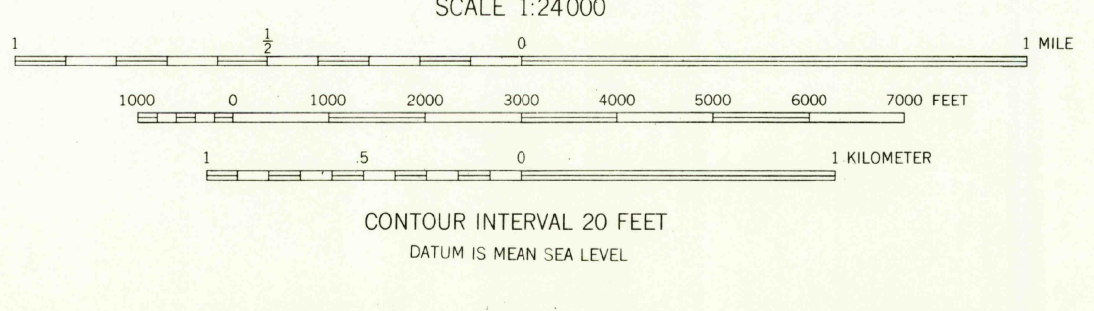 SCALE 1:24000
1 1/2 0 1 MILE
1000 0 1000 2000 3000 4000 5000 6000 7000 FEET
1 .5 0 1 KILOMETER
CONTOUR INTERVAL 20 FEET
DATUM IS MEAN SEA LEVEL